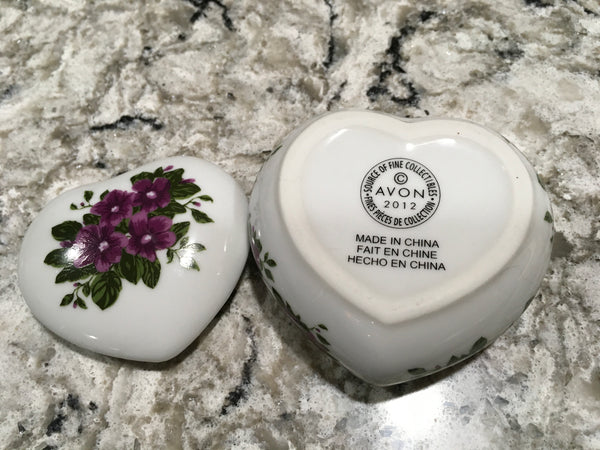 SOURCE OF FINE COLLECTIBLES
©
AVON
2012
FINES PIÈCES DE COLLECTION
MADE IN CHINA
FAIT EN CHINE
HECHO EN CHINA